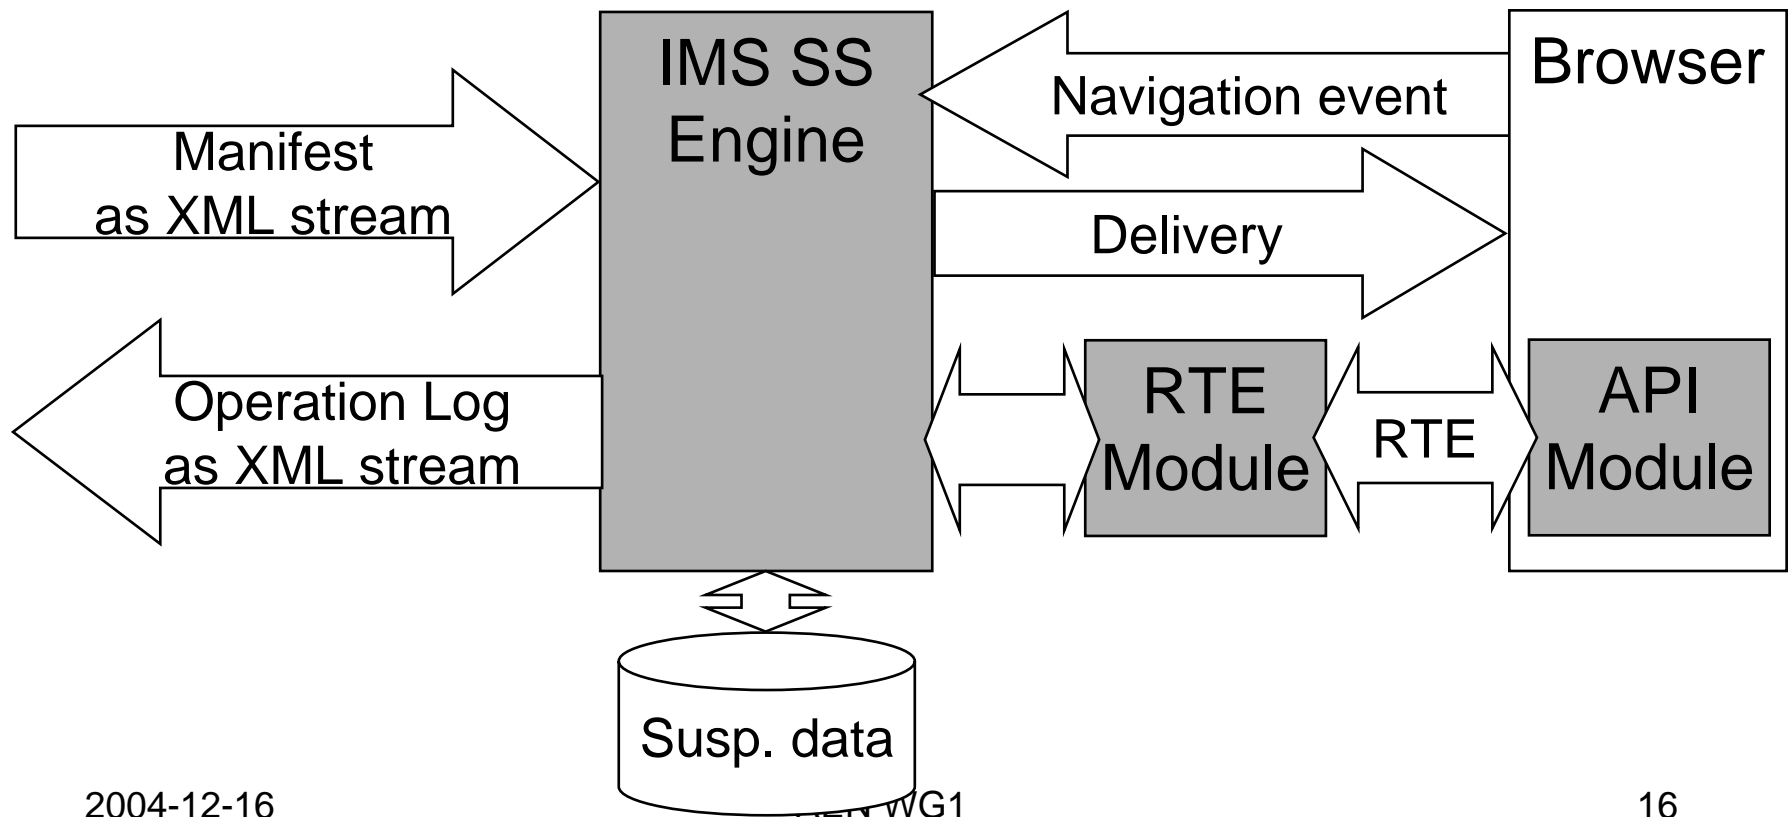 IMS SS
Engine
Browser
Navigation event
Manifest
as XML stream
Delivery
Operation Log
as XML stream
RTE
Module
RTE
API
Module
Susp. data
2004-12-16
WG1
16